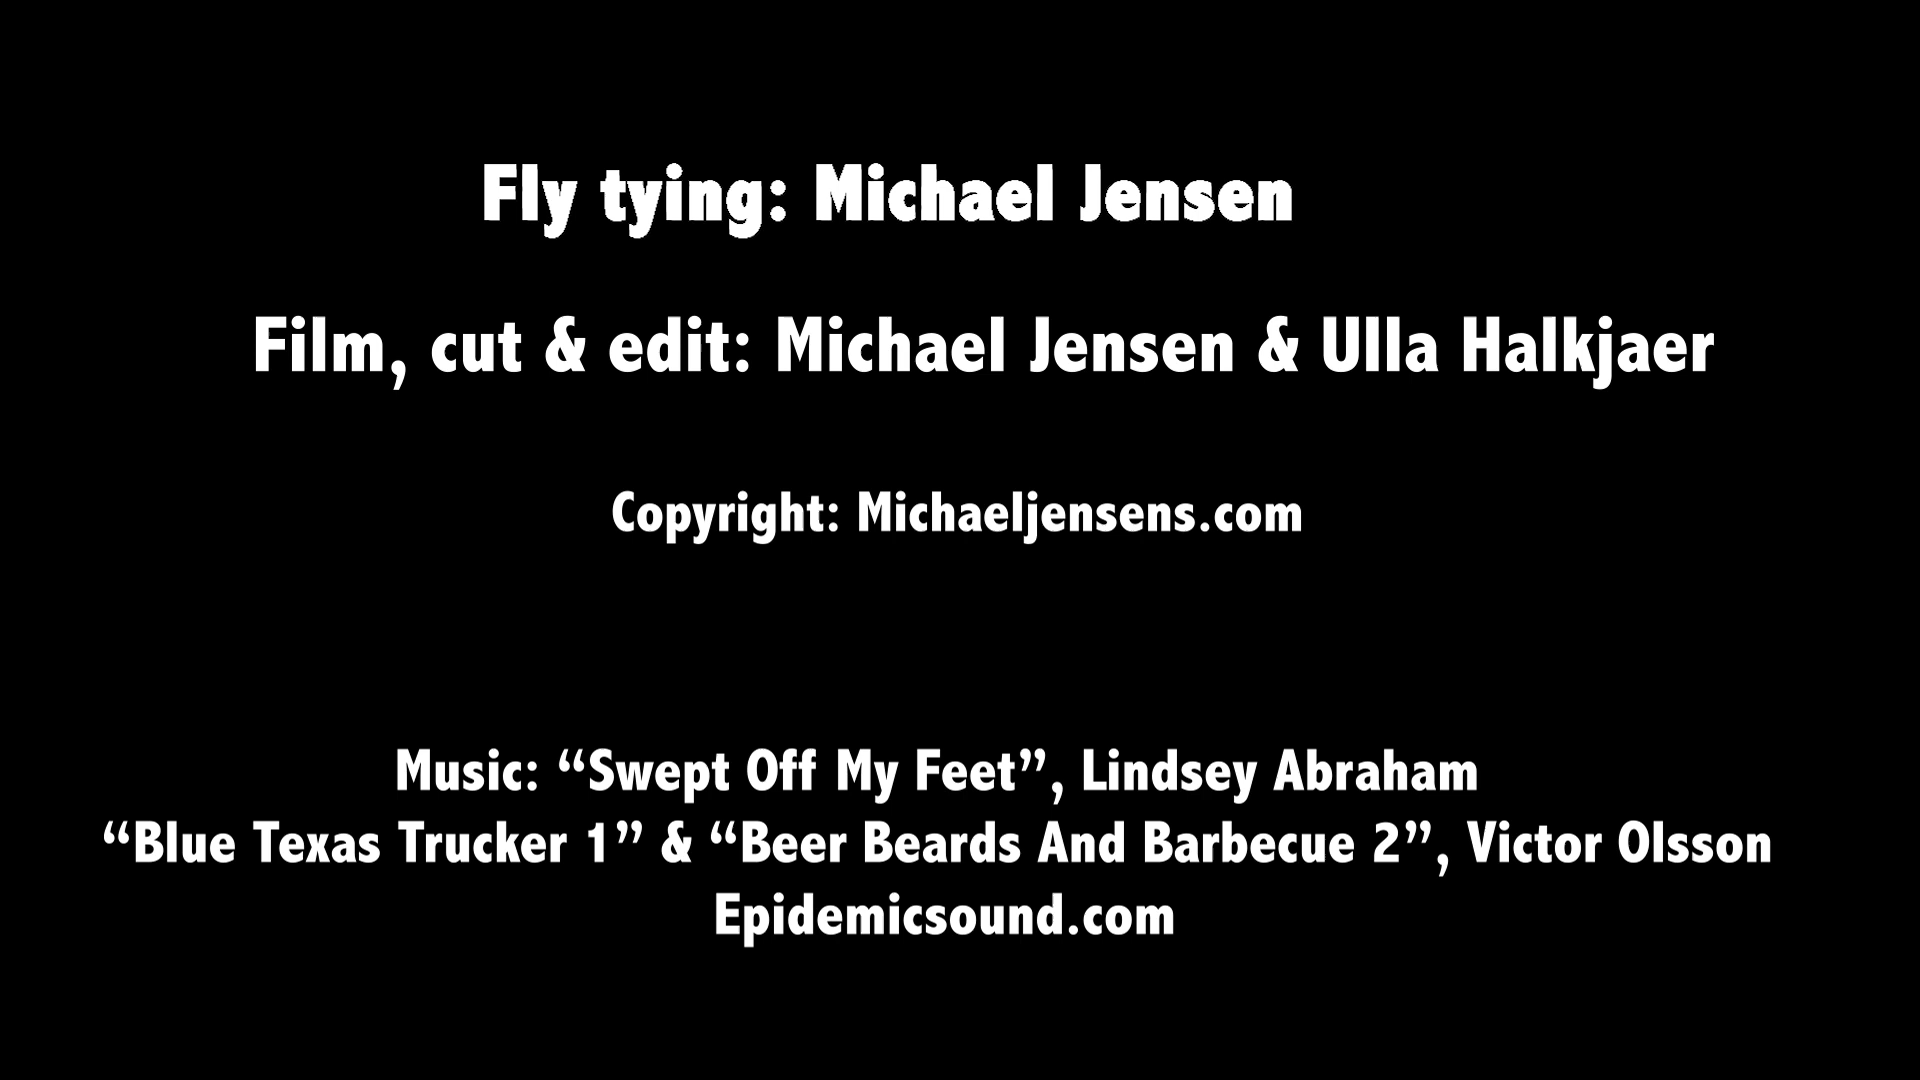 Fly tying: Michael Jensen
Film, cut & edit: Michael Jensen & Ulla Halkjaer
Copyright: Michaeljensens.com
Music: “Swept Off My Feet”, Lindsey Abraham
“Blue Texas Trucker 1” & “Beer Beards And Barbecue 2”, Victor Olsson
Epidemicsound.com